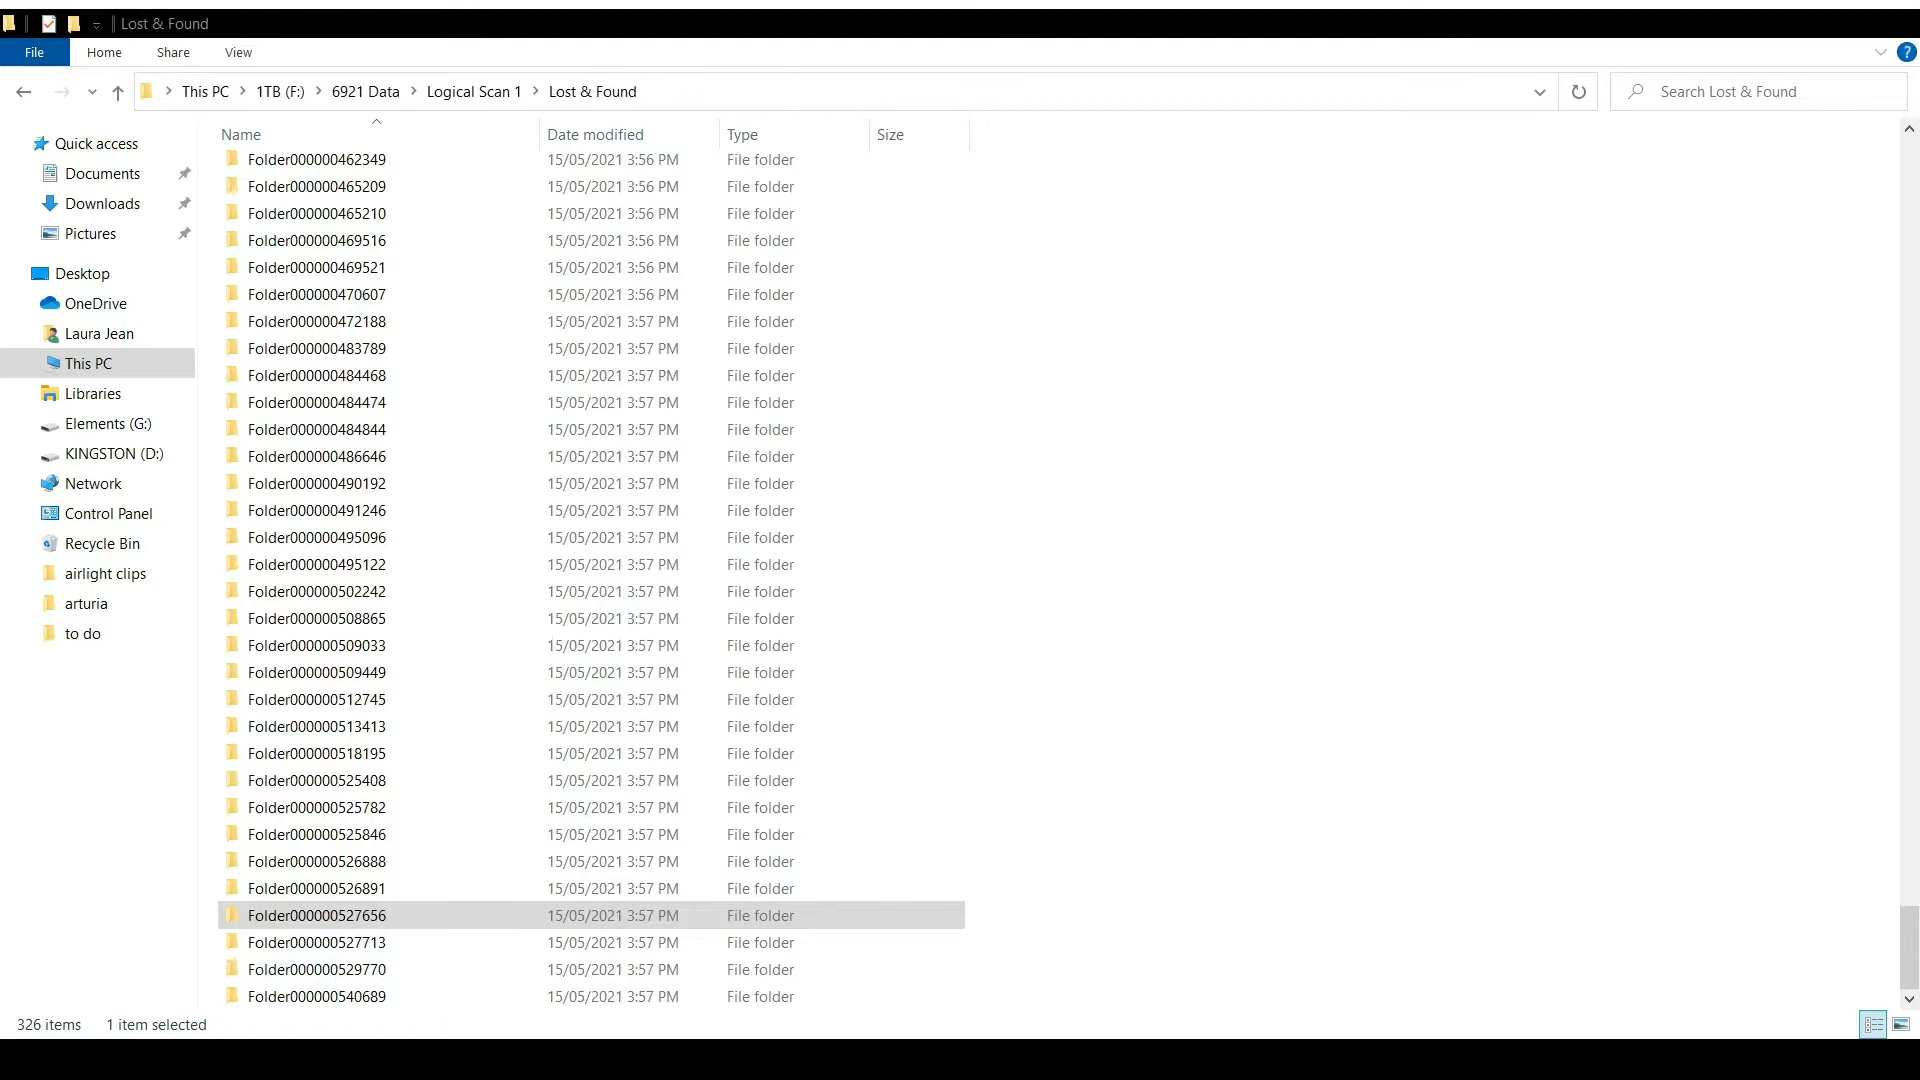 Lost & Found
File Home Share View
This PC 1TB (F:) 6921 Data Logical Scan 1 Lost & Found
Search Lost & Found
Quick access
Documents
Downloads
Pictures
Desktop
OneDrive
Laura Jean
This PC
Libraries
Elements (G:)
KINGSTON (D:)
Network
Control Panel
Recycle Bin
airlight clips
arturia
to do
Name Date modified Type Size
Folder000000462349 15/05/2021 3:56 PM File folder
Folder000000465209 15/05/2021 3:56 PM File folder
Folder000000465210 15/05/2021 3:56 PM File folder
Folder000000469516 15/05/2021 3:56 PM File folder
Folder000000469521 15/05/2021 3:56 PM File folder
Folder000000470607 15/05/2021 3:56 PM File folder
Folder000000472188 15/05/2021 3:57 PM File folder
Folder000000483789 15/05/2021 3:57 PM File folder
Folder000000484468 15/05/2021 3:57 PM File folder
Folder000000484474 15/05/2021 3:57 PM File folder
Folder000000484844 15/05/2021 3:57 PM File folder
Folder000000486646 15/05/2021 3:57 PM File folder
Folder000000490192 15/05/2021 3:57 PM File folder
Folder000000491246 15/05/2021 3:57 PM File folder
Folder000000495096 15/05/2021 3:57 PM File folder
Folder000000495122 15/05/2021 3:57 PM File folder
Folder000000502242 15/05/2021 3:57 PM File folder
Folder000000508865 15/05/2021 3:57 PM File folder
Folder000000509033 15/05/2021 3:57 PM File folder
Folder000000509449 15/05/2021 3:57 PM File folder
Folder000000512745 15/05/2021 3:57 PM File folder
Folder000000513413 15/05/2021 3:57 PM File folder
Folder000000518195 15/05/2021 3:57 PM File folder
Folder000000525408 15/05/2021 3:57 PM File folder
Folder000000525782 15/05/2021 3:57 PM File folder
Folder000000525846 15/05/2021 3:57 PM File folder
Folder000000526888 15/05/2021 3:57 PM File folder
Folder000000526891 15/05/2021 3:57 PM File folder
Folder000000527656 15/05/2021 3:57 PM File folder
Folder000000527713 15/05/2021 3:57 PM File folder
Folder000000529770 15/05/2021 3:57 PM File folder
Folder000000540689 15/05/2021 3:57 PM File folder
326 items 1 item selected